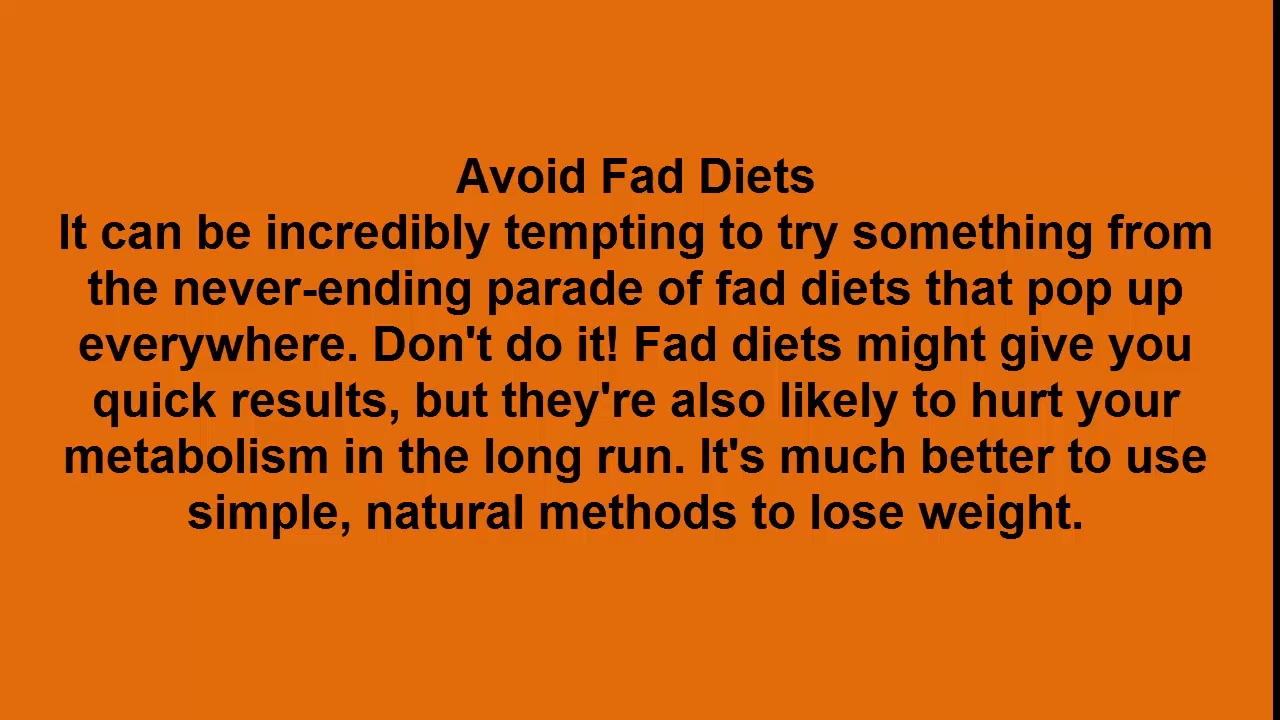 Avoid Fad Diets
It can be incredibly tempting to try something from
the never-ending parade of fad diets that pop up
everywhere. Don't do it! Fad diets might give you
quick results, but they're also likely to hurt your
metabolism in the long run. It's much better to use
simple, natural methods to lose weight.